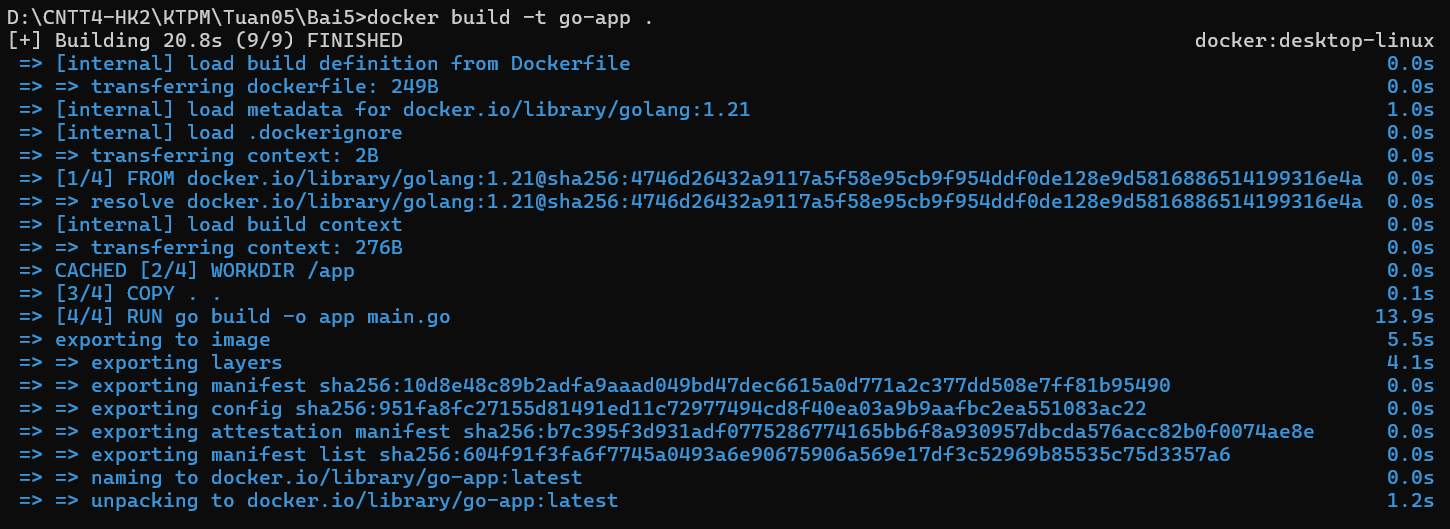 D:\CNTT4-HK2\KTPM\Tuan05\Bai5>docker build -t go-app .
[+] Building 20.8s (9/9) FINISHED docker:desktop-linux
=> [internal] load build definition from Dockerfile 0.0s
=> => transferring dockerfile: 249B 0.0s
=> [internal] load metadata for docker.io/library/golang:1.21 1.0s
=> [internal] load .dockerignore 0.0s
=> => transferring context: 2B 0.0s
=> [1/4] FROM docker.io/library/golang:1.21@sha256:4746d26432a9117a5f58e95cb9f954ddf0de128e9d5816886514199316e4a 0.0s
=> => resolve docker.io/library/golang:1.21@sha256:4746d26432a9117a5f58e95cb9f954ddf0de128e9d5816886514199316e4a 0.0s
=> [internal] load build context 0.0s
=> => transferring context: 276B 0.0s
=> CACHED [2/4] WORKDIR /app 0.0s
=> [3/4] COPY . . 0.1s
=> [4/4] RUN go build -o app main.go 13.9s
=> exporting to image 5.5s
=> => exporting layers 4.1s
=> => exporting manifest sha256:10d8e48c89b2adfa9aaad049bd47dec6615a0d771a2c377dd508e7ff81b95490 0.0s
=> => exporting config sha256:951fa8fc27155d81491ed11c72977494cd8f40ea03a9b9aafbc2ea551083ac22 0.0s
=> => exporting attestation manifest sha256:b7c395f3d931adf0775286774165bb6f8a930957dbcda576acc82b0f0074ae8e 0.0s
=> => exporting manifest list sha256:604f91f3fa6f7745a0493a6e90675906a569e17df3c52969b85535c75d3357a6 0.0s
=> => naming to docker.io/library/go-app:latest 0.0s
=> => unpacking to docker.io/library/go-app:latest 1.2s